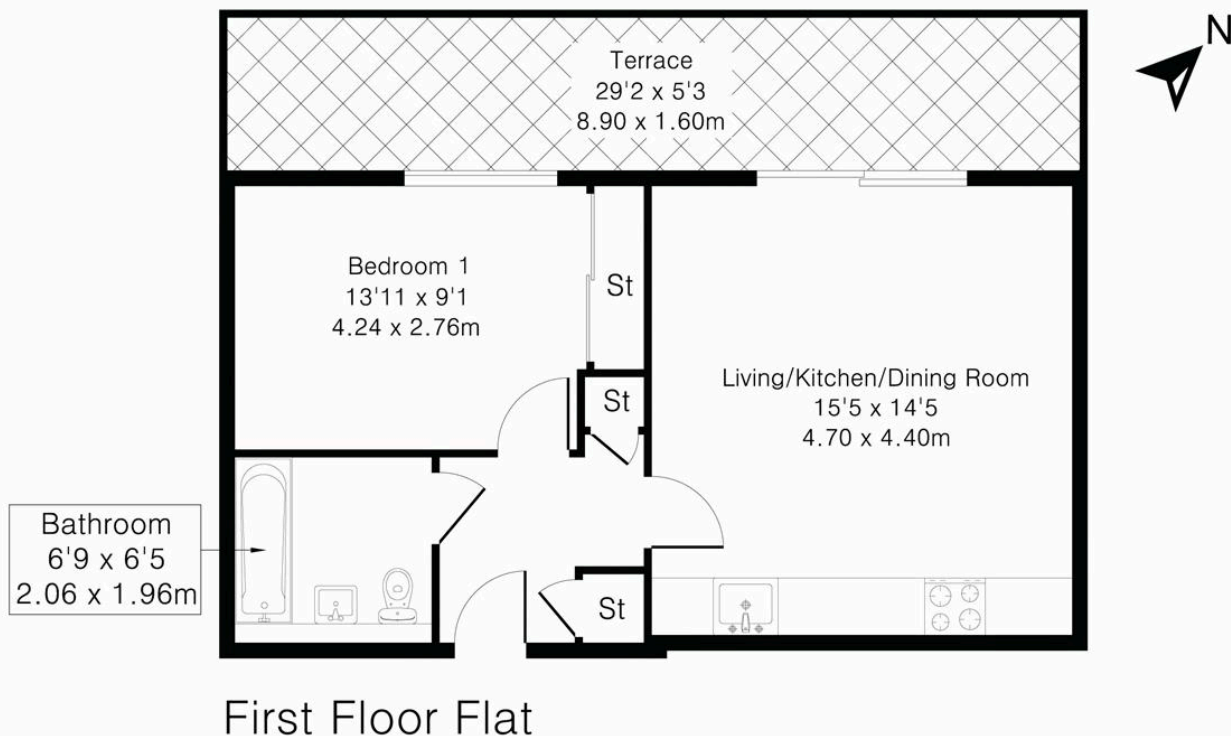 N
Terrace
29'2 x 5'3
8.90 x 1.60m
Bedroom 1
13'11 x 9'1
4.24 x 2.76m
St
St
Living/Kitchen/Dining Room
15'5 x 14'5
4.70 x 4.40m
Bathroom
6'9 x 6'5
2.06 x 1.96m
St
First Floor Flat